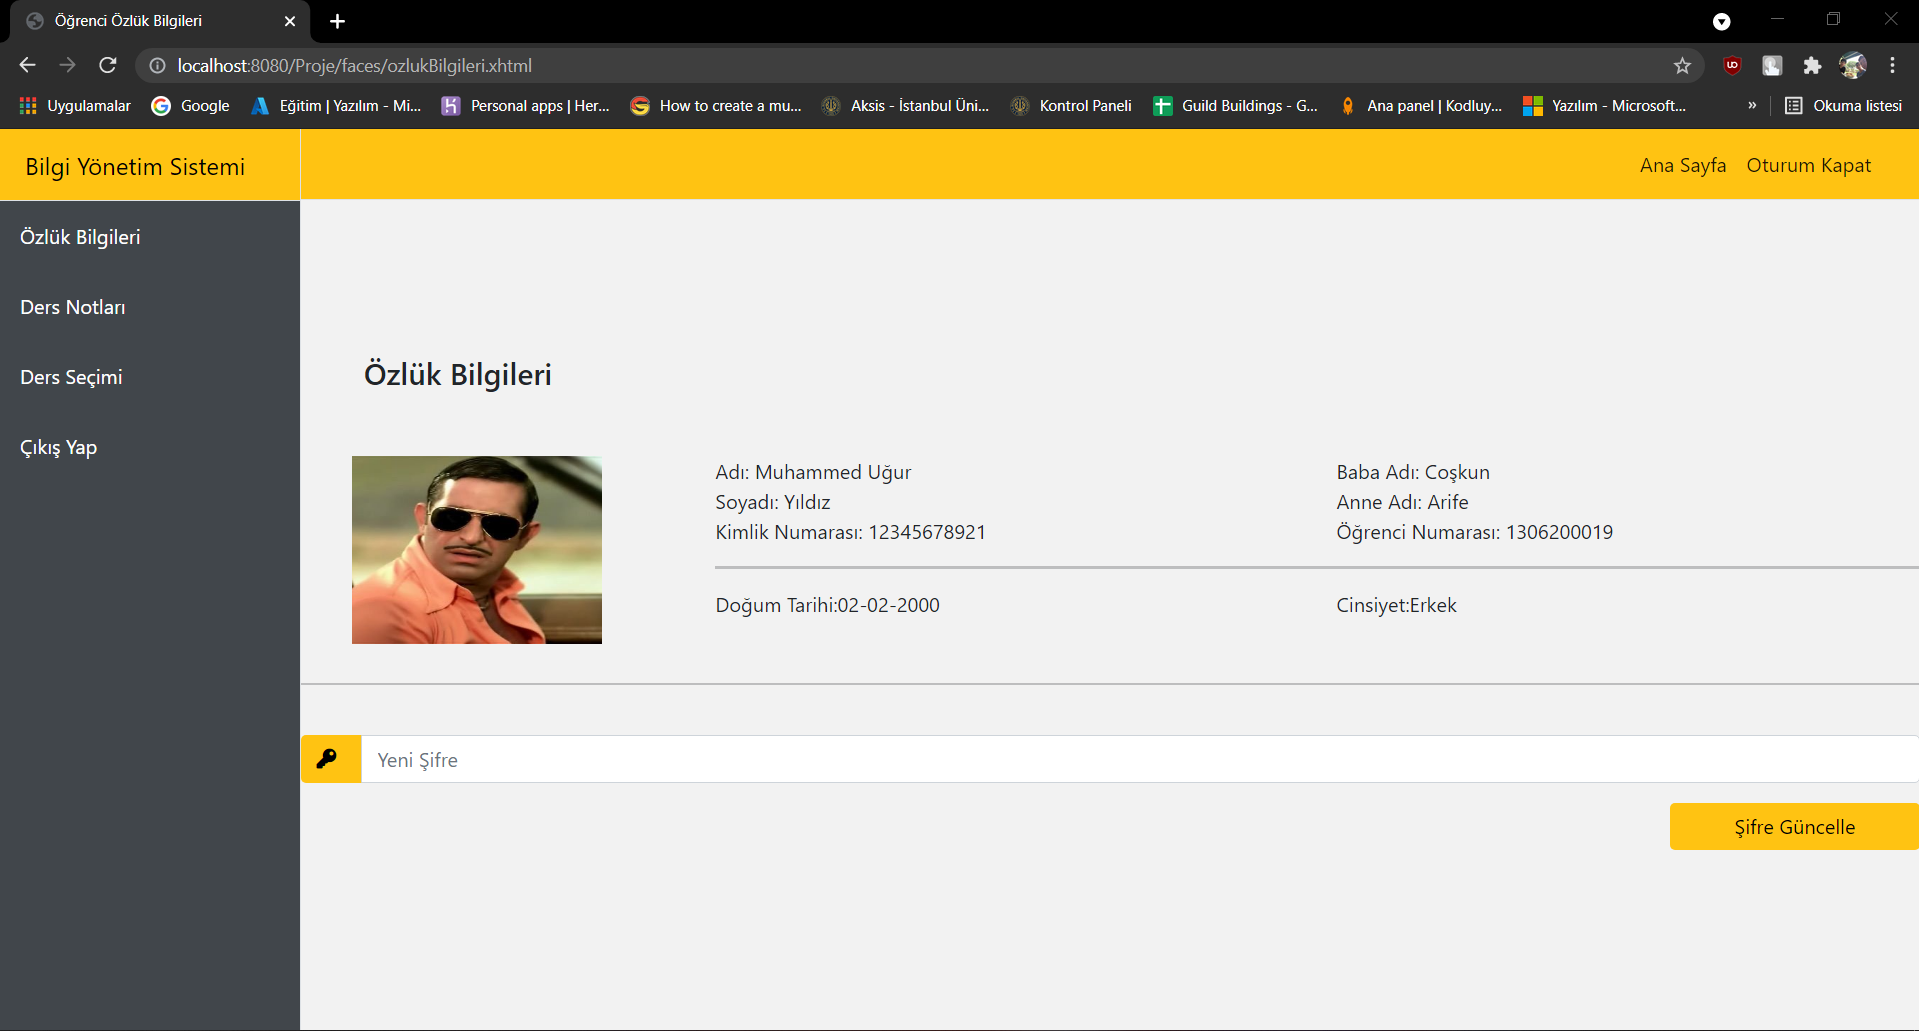 Öğrenci Özlük Bilgileri
localhost:8080/Proje/faces/ozlukBilgileri.xhtml
Uygulamalar Google Eğitim | Yazılım - Mi... Personal apps | Her... How to create a mu... Aksis - İstanbul Üni... Kontrol Paneli Guild Buildings - G... Ana panel | Kodluy... Yazılım - Microsoft... » Okuma listesi
Bilgi Yönetim Sistemi
Ana Sayfa Oturum Kapat
Özlük Bilgileri
Ders Notları
Ders Seçimi
Çıkış Yap
Özlük Bilgileri
Adı: Muhammed Uğur
Soyadı: Yıldız
Kimlik Numarası: 12345678921
Baba Adı: Coşkun
Anne Adı: Arife
Öğrenci Numarası: 1306200019
Doğum Tarihi:02-02-2000
Cinsiyet:Erkek
Yeni Şifre
Şifre Güncelle